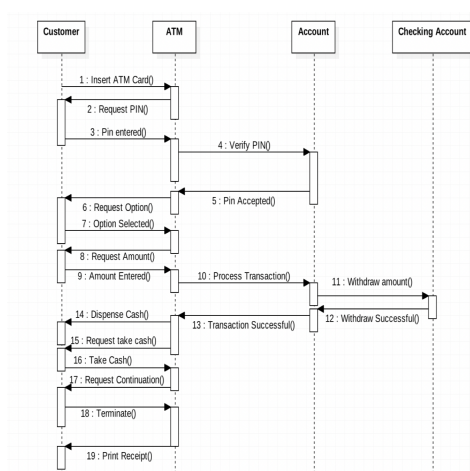 Customer
ATM
Account
Checking Account
1 : Insert ATM Card()
2 : Request PIN()
3 : Pin entered()
4 : Verify PIN()
5 : Pin Accepted()
6 : Request Option()
7 : Option Selected()
8 : Request Amount()
9 : Amount Entered()
10 : Process Transaction()
11 : Withdraw amount()
12 : Withdraw Successful()
13 : Transaction Successful()
14 : Dispense Cash()
15 : Request take cash()
16 : Take Cash()
17 : Request Continuation()
18 : Terminate()
19 : Print Receipt()